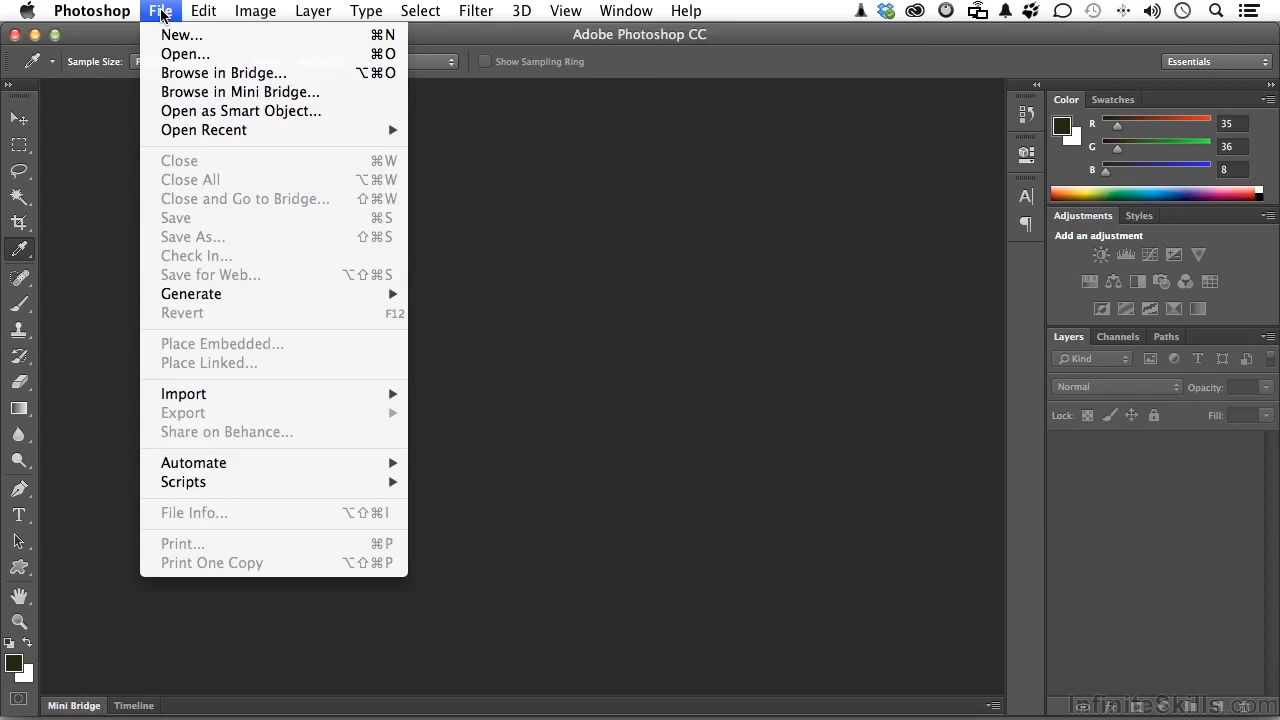 Photoshop File Edit Image Layer Type Select Filter 3D View Window Help
Adobe Photoshop CC
Sample Size: Show Sampling Ring Essentials
New... ⌘N
Open... ⌘O
Browse in Bridge... ⌥⌘O
Browse in Mini Bridge...
Open as Smart Object...
Open Recent
Close ⌘W
Close All ⌥⌘W
Close and Go to Bridge... ⇧⌘W
Save ⌘S
Save As... ⇧⌘S
Check In...
Save for Web... ⌥⇧⌘S
Generate
Revert F12
Place Embedded...
Place Linked...
Import
Export
Share on Behance...
Automate
Scripts
File Info... ⌥⇧⌘I
Print... ⌘P
Print One Copy ⌥⇧⌘P
Color Swatches
R 35
G 36
B 8
Adjustments Styles
Add an adjustment
Layers Channels Paths
Kind
Normal Opacity:
Lock: Fill:
Mini Bridge Timeline
InfiniteSkills.com